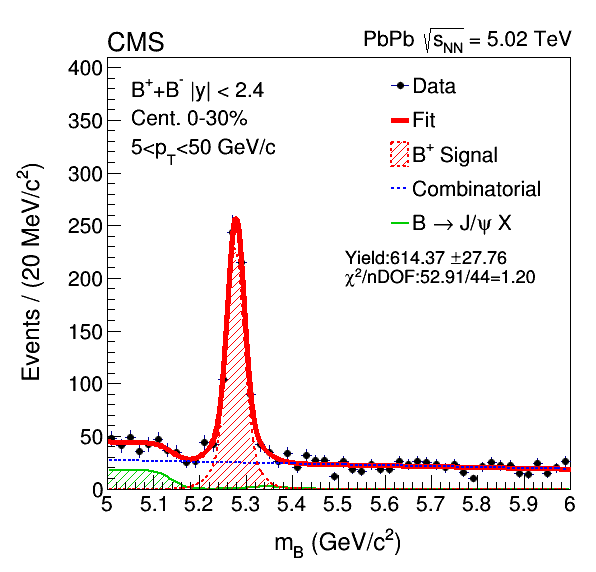 CMS
PbPb √s_NN = 5.02 TeV
B⁺+B⁻ |y| < 2.4
Cent. 0-30%
5<p_T<50 GeV/c
Data
Fit
B⁺ Signal
Combinatorial
B → J/ψ X
Yield:614.37 ±27.76
χ²/nDOF:52.91/44=1.20
Events / (20 MeV/c²)
400
350
300
250
200
150
100
50
0
5 5.1 5.2 5.3 5.4 5.5 5.6 5.7 5.8 5.9 6
m_B (GeV/c²)